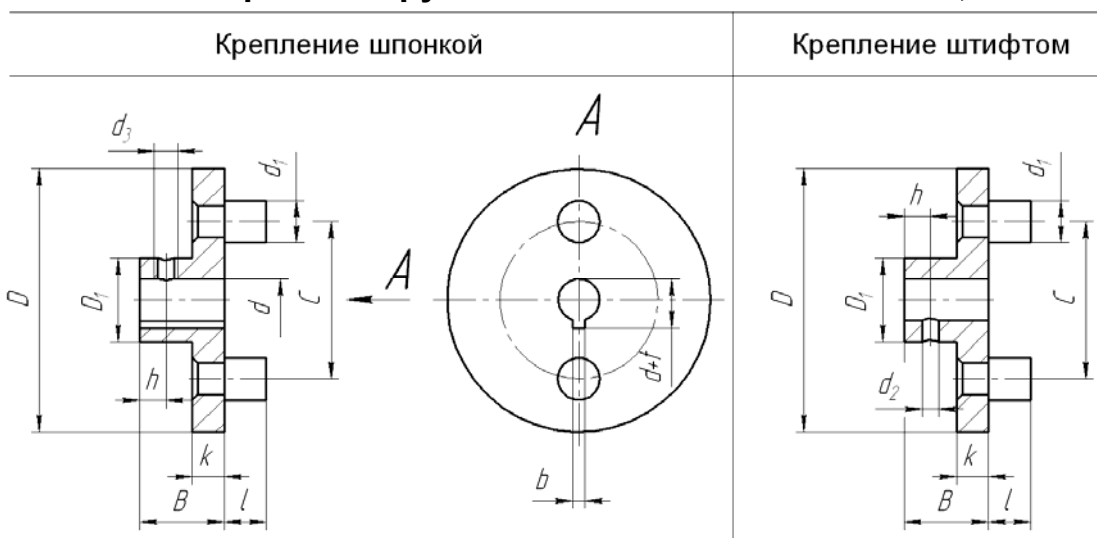 Крепление шпонкой
Крепление штифтом
A
d₃
d₁
D
D₁
h
d
C
A
k
B
l
d+t
b
h
d₁
D
D₁
C
d₂
k
B
l